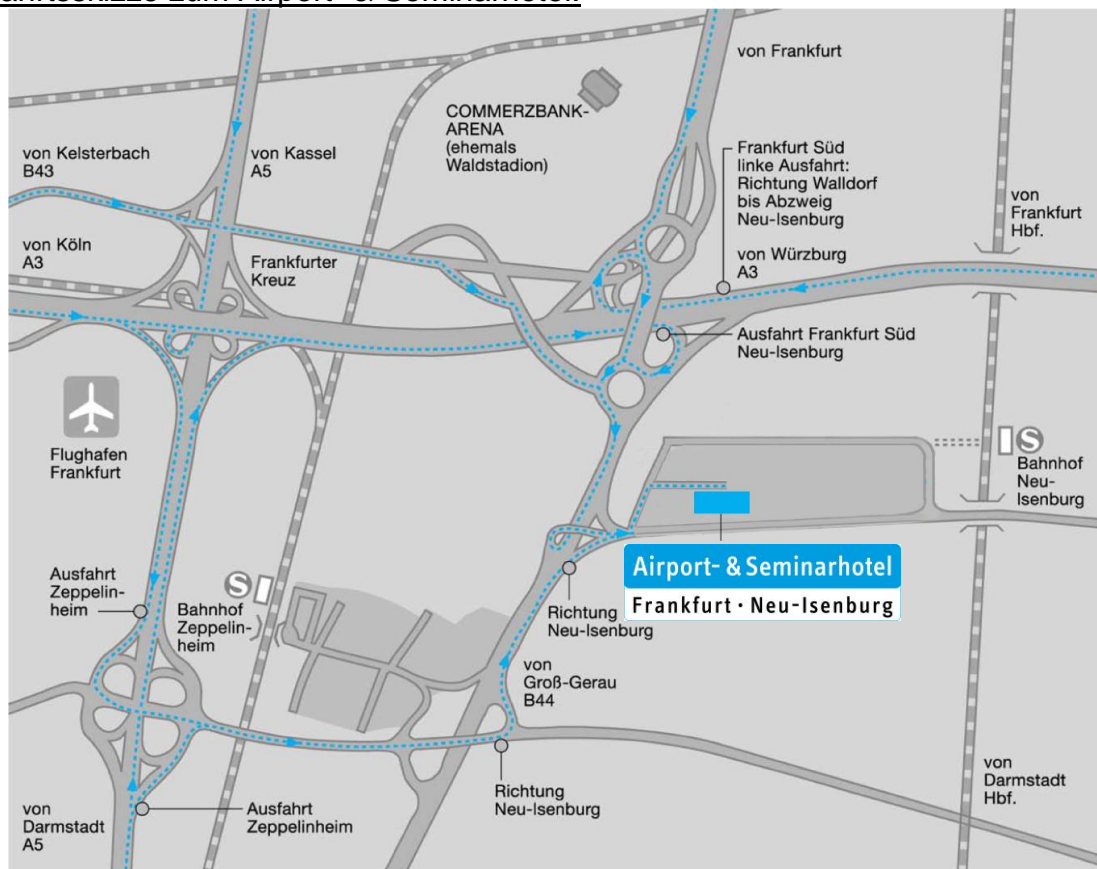 zum Airport- & Seminarhotel:
von Frankfurt
COMMERZBANK-
ARENA
(ehemals
Waldstadion)
von Kelsterbach
B43
von Kassel
A5
Frankfurt Süd
linke Ausfahrt:
Richtung Walldorf
bis Abzweig
Neu-Isenburg
von
Frankfurt
Hbf.
von Köln
A3
Frankfurter
Kreuz
von Würzburg
A3
Ausfahrt Frankfurt Süd
Neu-Isenburg
Flughafen
Frankfurt
S
Bahnhof
Neu-
Isenburg
Airport- & Seminarhotel
Frankfurt · Neu-Isenburg
Ausfahrt
Zeppelin-
heim
S
Bahnhof
Zeppelin-
heim
Richtung
Neu-Isenburg
von
Groß-Gerau
B44
von
Darmstadt
A5
Ausfahrt
Zeppelinheim
Richtung
Neu-Isenburg
von
Darmstadt
Hbf.